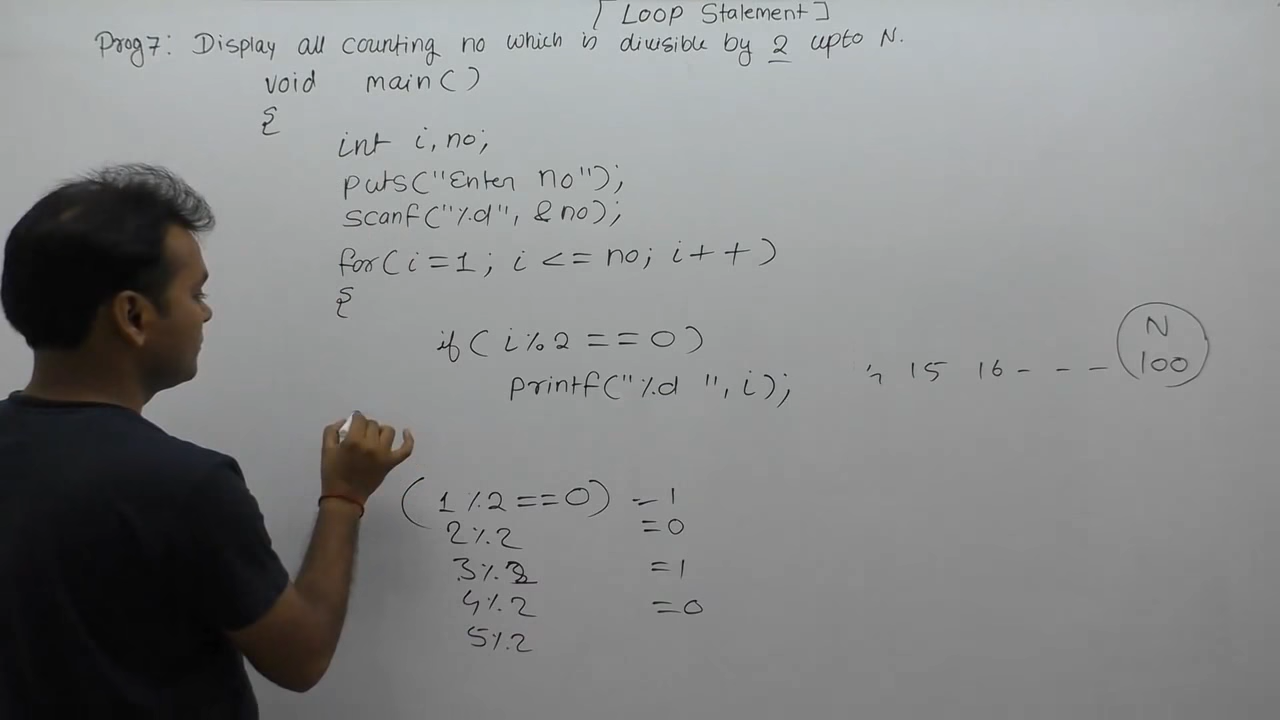 [ Loop Statement ]
Prog 7: Display all counting no which is divisible by 2 upto N.
void main()
{
int i, no;
puts("Enter no");
scanf("%d", &no);
for(i=1; i <= no; i++)
{
if( i%2 == 0)
printf("%d ", i);
15 16 - - -
N
100
( 1%2 == 0) - 1
2%2 = 0
3%2 = 1
4%2 = 0
5%2